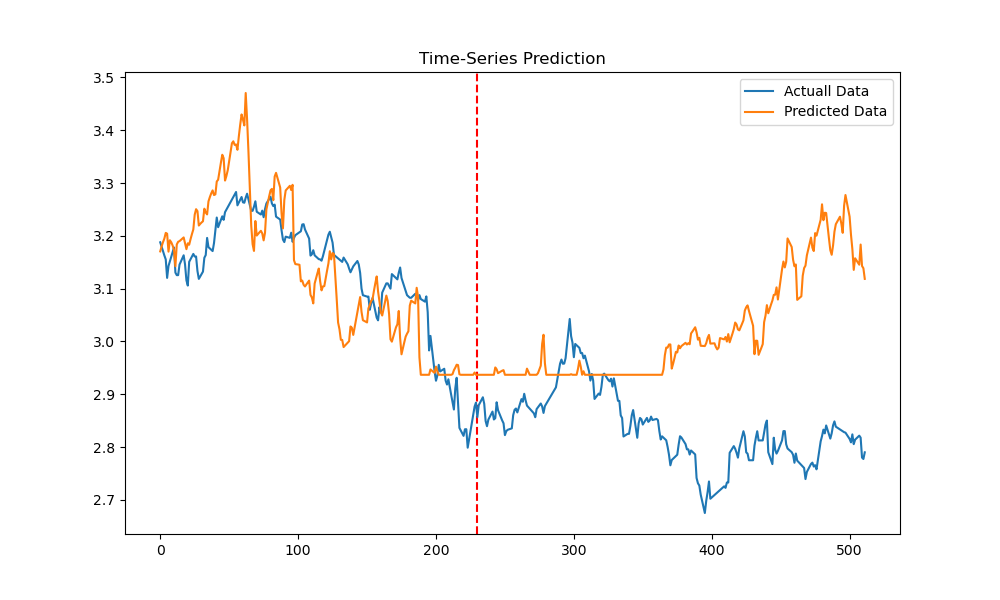 Time-Series Prediction
Actuall Data
Predicted Data
3.5
3.4
3.3
3.2
3.1
3.0
2.9
2.8
2.7
0 100 200 300 400 500